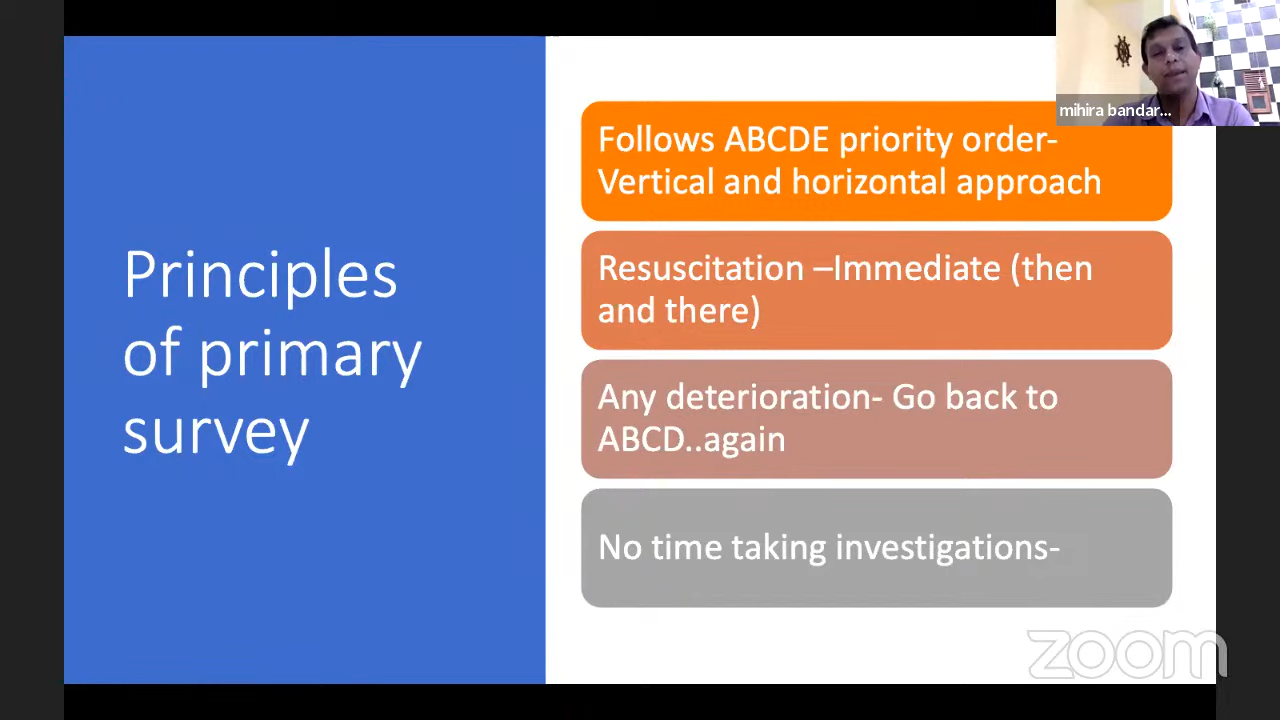 Principles
of primary
survey
Follows ABCDE priority order-
Vertical and horizontal approach
Resuscitation –Immediate (then
and there)
Any deterioration- Go back to
ABCD..again
No time taking investigations-
mihira bandar...
zoom